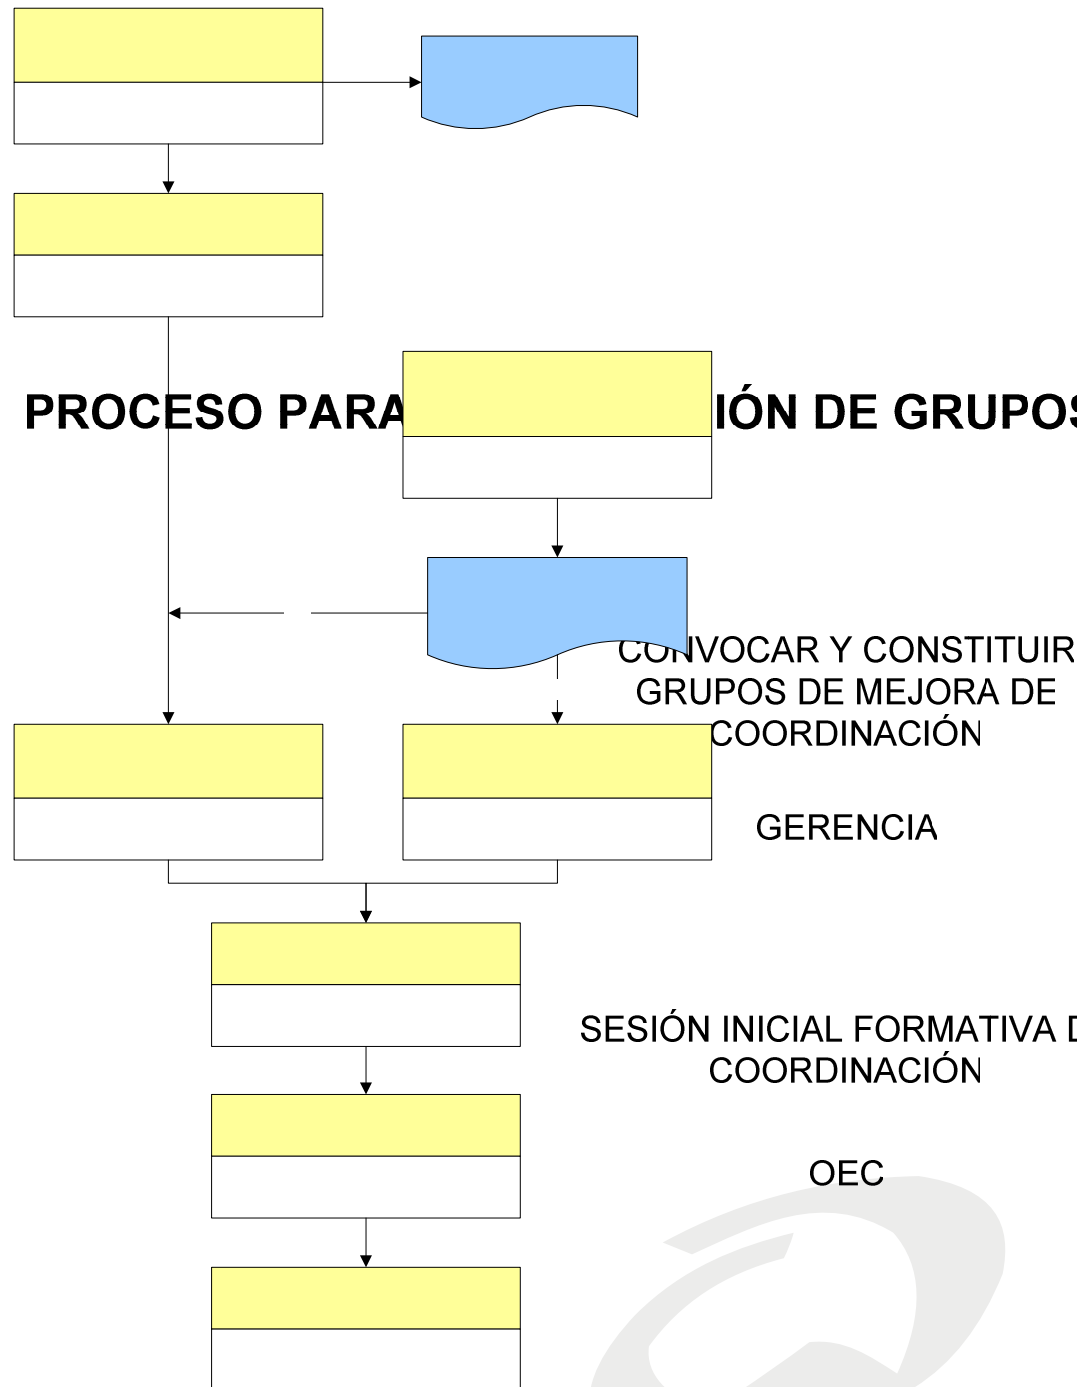 PROCESO PARA IÓN DE GRUPOS
CONVOCAR Y CONSTITUIR
GRUPOS DE MEJORA DE
COORDINACIÓN
GERENCIA
SESIÓN INICIAL FORMATIVA
COORDINACIÓN
OEC